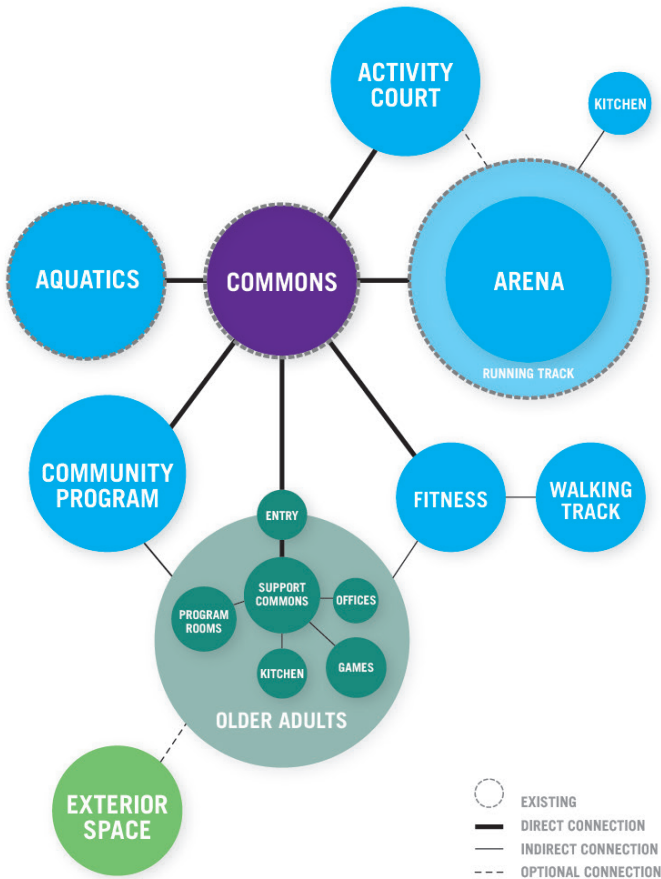 ACTIVITY
COURT
KITCHEN
AQUATICS
COMMONS
ARENA
RUNNING TRACK
COMMUNITY
PROGRAM
FITNESS
WALKING
TRACK
ENTRY
SUPPORT
COMMONS
OFFICES
PROGRAM
ROOMS
KITCHEN
GAMES
OLDER ADULTS
EXTERIOR
SPACE
EXISTING
DIRECT CONNECTION
INDIRECT CONNECTION
OPTIONAL CONNECTION